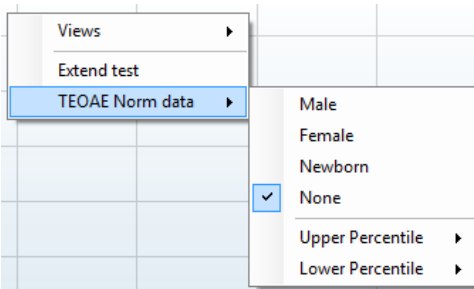 Views
Extend test
TEOAE Norm data
Male
Female
Newborn
None
Upper Percentile
Lower Percentile